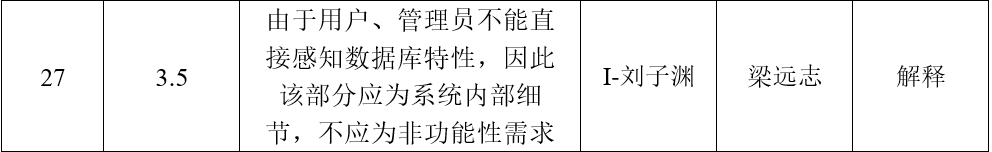 27
3.5
由于用户、管理员不能直
接感知数据库特性，因此
该部分应为系统内部细
节，不应为非功能性需求
I-刘子渊
梁远志
解释